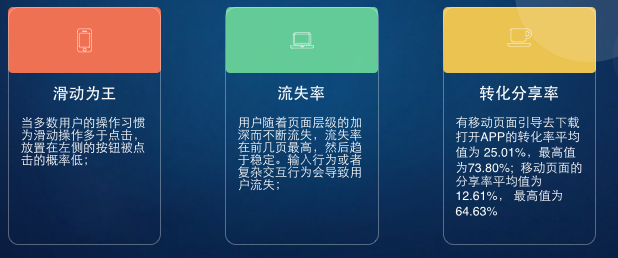 滑动为王
当多数用户的操作习惯
为滑动操作多于点击，
放置在左侧的按钮被点
击的概率低；
流失率
用户随着页面层级的加
深而不断流失，流失率
在前几页最高，然后趋
于稳定。输入行为或者
复杂交互行为会导致用
户流失；
转化分享率
有移动页面引导去下载
打开APP的转化率平均
值为 25.01%，最高值
为73.80%；移动页面的
分享率平均值为
12.61%， 最高值为
64.63%